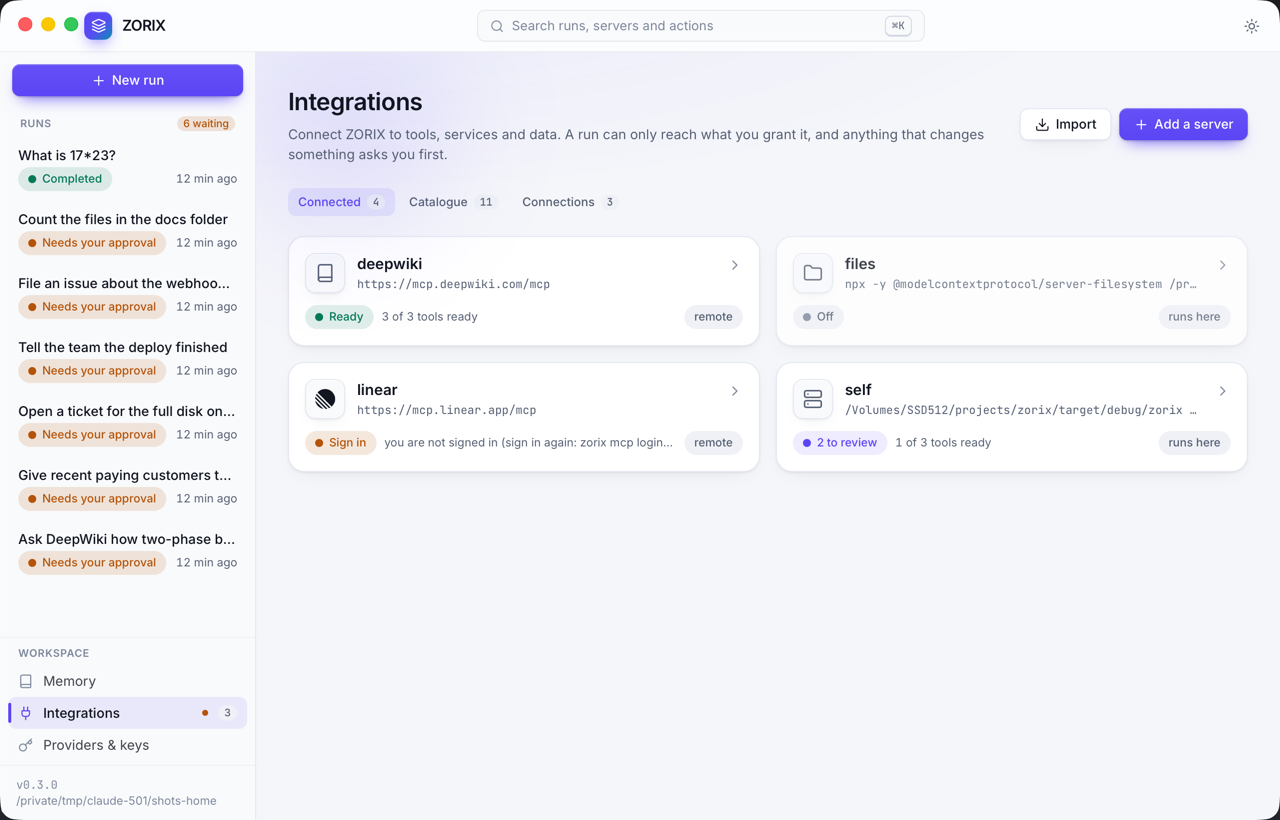 ZORIX
Search runs, servers and actions
⌘K
New run
RUNS
6 waiting
What is 17*23?
Completed
12 min ago
Count the files in the docs folder
Needs your approval
12 min ago
File an issue about the webhoo…
Needs your approval
12 min ago
Tell the team the deploy finished
Needs your approval
12 min ago
Open a ticket for the full disk on…
Needs your approval
12 min ago
Give recent paying customers t…
Needs your approval
12 min ago
Ask DeepWiki how two-phase b…
Needs your approval
12 min ago
WORKSPACE
Memory
Integrations
3
Providers & keys
v0.3.0
/private/tmp/claude-501/shots-home
Integrations
Connect ZORIX to tools, services and data. A run can only reach what you grant it, and anything that changes
something asks you first.
Import
Add a server
Connected 4
Catalogue 11
Connections 3
deepwiki
https://mcp.deepwiki.com/mcp
Ready
3 of 3 tools ready
remote
files
npx -y @modelcontextprotocol/server-filesystem /pr…
Off
runs here
linear
https://mcp.linear.app/mcp
Sign in
you are not signed in (sign in again: zorix mcp login…
remote
self
/Volumes/SSD512/projects/zorix/target/debug/zorix …
2 to review
1 of 3 tools ready
runs here